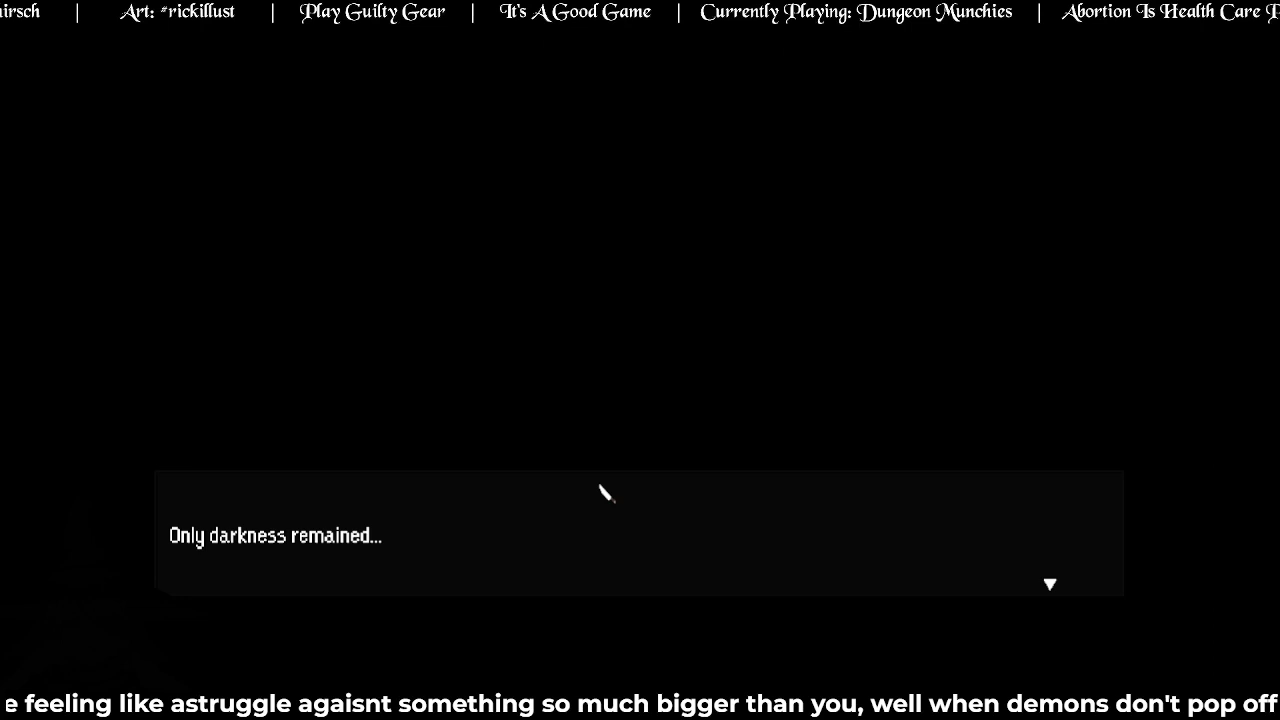 hirsch | Art: *rickillust | Play Guilty Gear | It's A Good Game | Currently Playing: Dungeon Munchies | Abortion Is Health Care
Only darkness remained...
e feeling like astruggle agaisnt something so much bigger than you, well when demons don't pop off